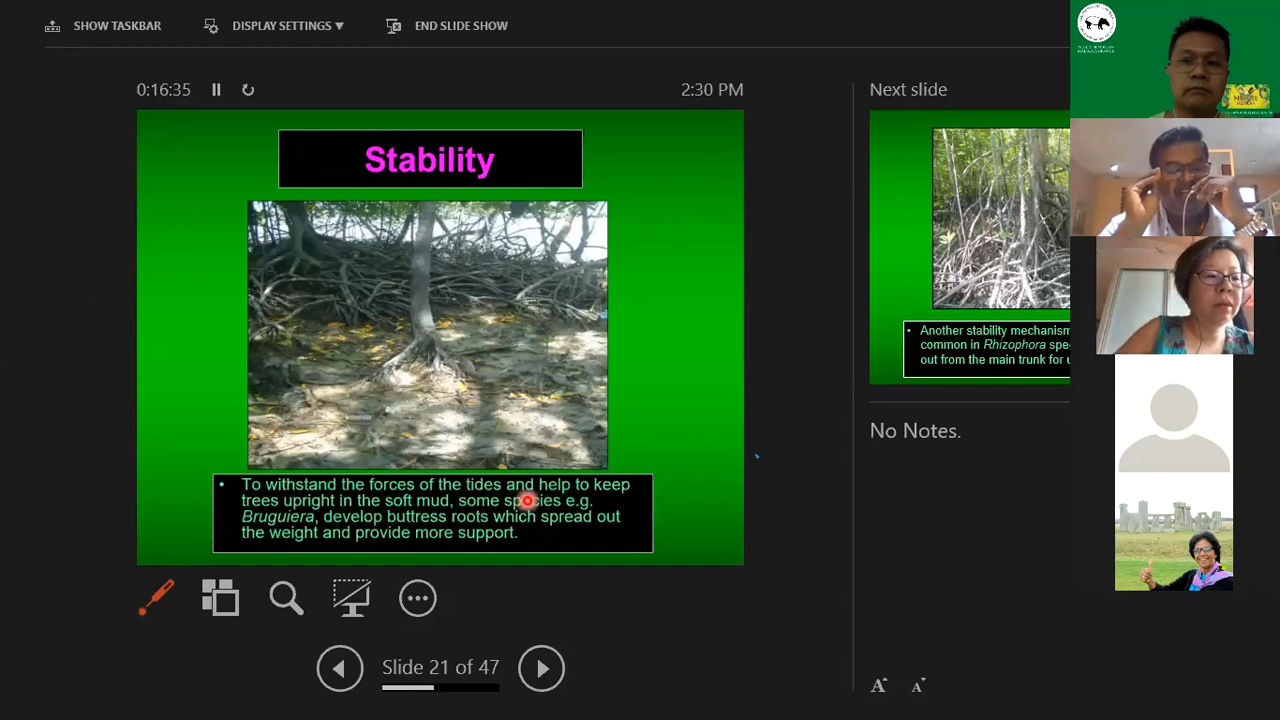 SHOW TASKBAR
DISPLAY SETTINGS ▼
END SLIDE SHOW
0:16:35
2:30 PM
Stability
• To withstand the forces of the tides and help to keep
trees upright in the soft mud, some species e.g.
Bruguiera, develop buttress roots which spread out
the weight and provide more support.
Slide 21 of 47
Next slide
• Another stability mechanism
common in Rhizophora spe
out from the main trunk for u
No Notes.
A
A